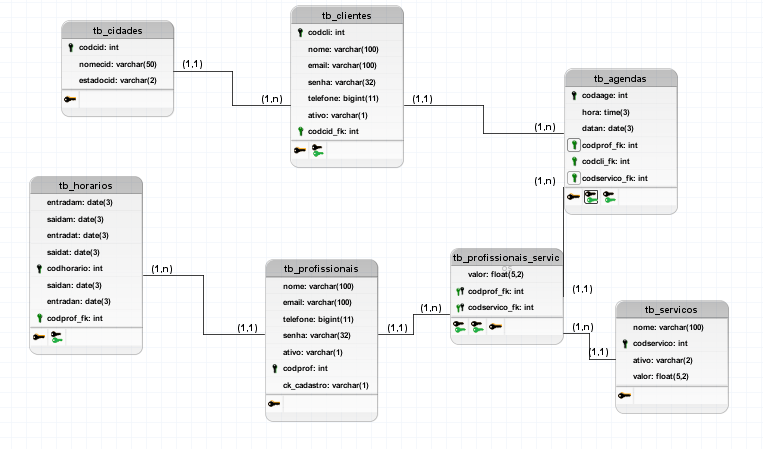 tb_cidades
codcid: int
nomecid: varchar(50)
estadocid: varchar(2)
(1,1)
(1,n)
tb_clientes
codcli: int
nome: varchar(100)
email: varchar(100)
senha: varchar(32)
telefone: bigint(11)
ativo: varchar(1)
codcid_fk: int
(1,1)
(1,n)
tb_agendas
codaage: int
hora: time(3)
datan: date(3)
codprof_fk: int
codcli_fk: int
codservico_fk: int
(1,n)
tb_horarios
entradam: date(3)
saidam: date(3)
entradat: date(3)
saidat: date(3)
codhorario: int
saidan: date(3)
entradan: date(3)
codprof_fk: int
(1,n)
(1,1)
tb_profissionais
nome: varchar(100)
email: varchar(100)
telefone: bigint(11)
senha: varchar(32)
ativo: varchar(1)
codprof: int
ck_cadastro: varchar(1)
(1,1)
(1,n)
tb_profissionais_servic
valor: float(5,2)
codprof_fk: int
codservico_fk: int
(1,1)
(1,n)
(1,1)
tb_servicos
nome: varchar(100)
codservico: int
ativo: varchar(2)
valor: float(5,2)